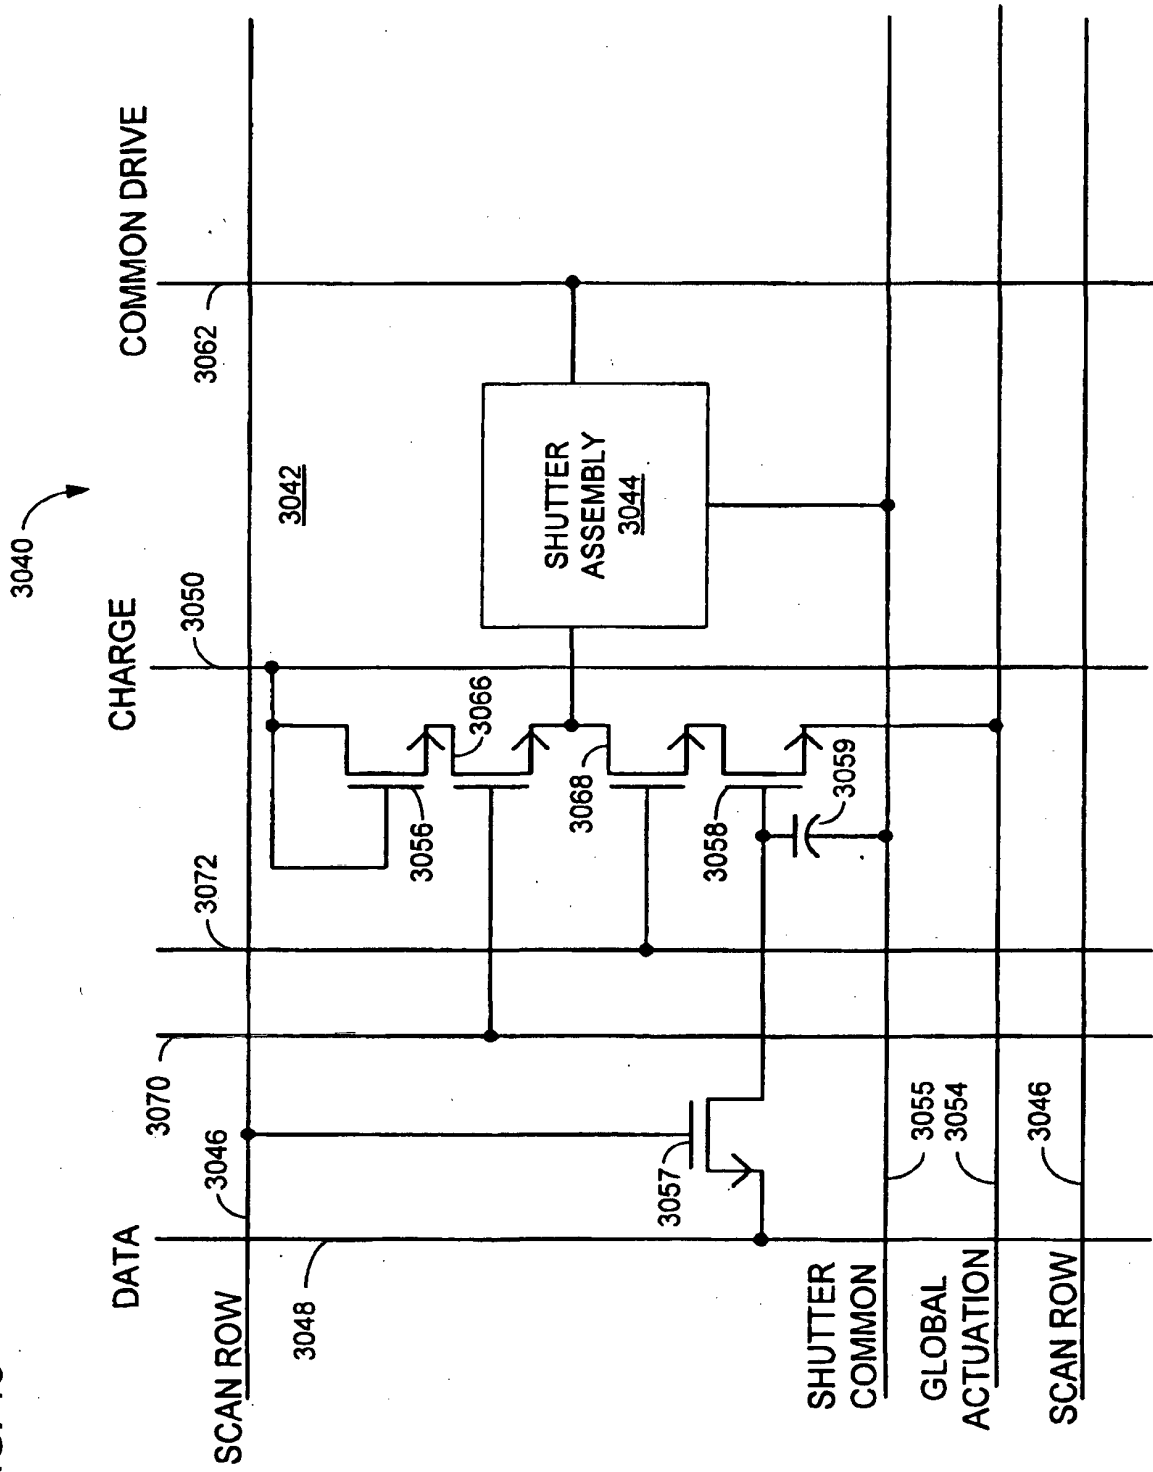 3040
DATA
CHARGE
COMMON DRIVE
SCAN ROW
3046
3070
3072
3050
3062
3048
3042
3056
3066
SHUTTER
ASSEMBLY
3044
3057
3068
3058
3059
SHUTTER
COMMON
3055
GLOBAL
ACTUATION
3054
SCAN ROW
3046